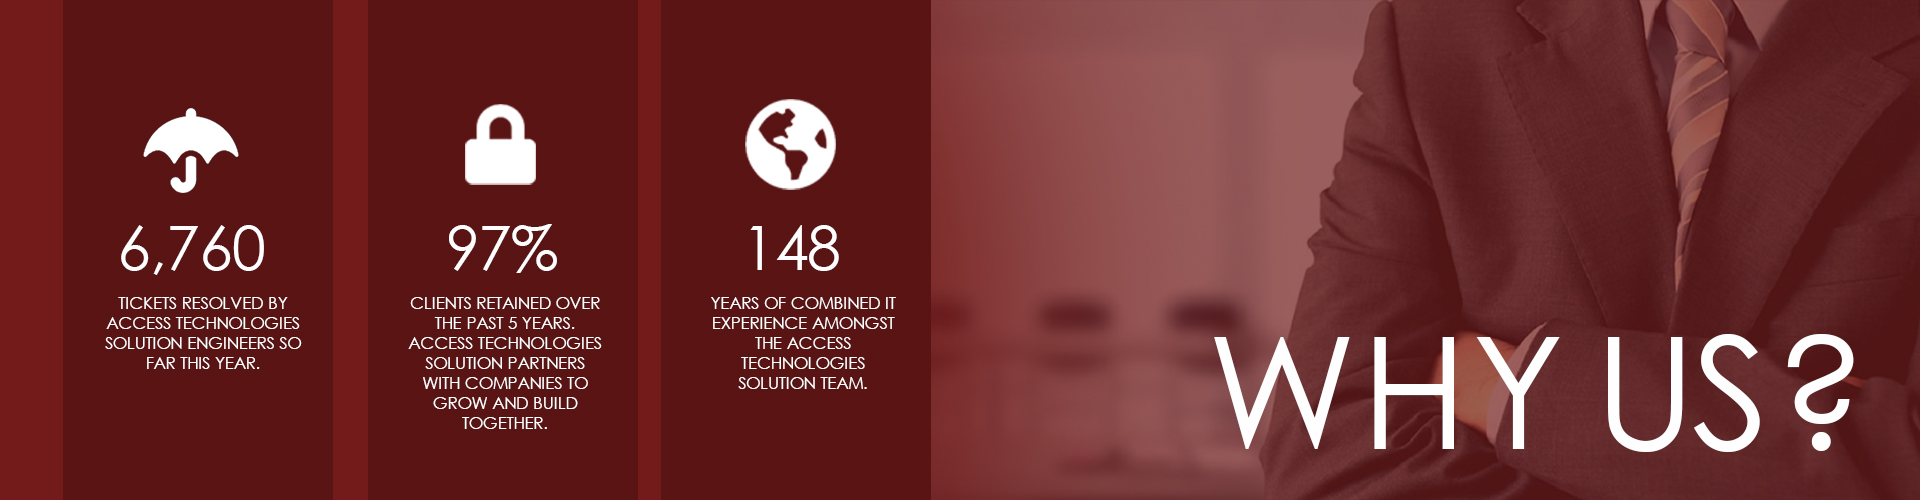 6,760
TICKETS RESOLVED BY
ACCESS TECHNOLOGIES
SOLUTION ENGINEERS SO
FAR THIS YEAR.
97%
CLIENTS RETAINED OVER
THE PAST 5 YEARS.
ACCESS TECHNOLOGIES
SOLUTION PARTNERS
WITH COMPANIES TO
GROW AND BUILD
TOGETHER.
148
YEARS OF COMBINED IT
EXPERIENCE AMONGST
THE ACCESS
TECHNOLOGIES
SOLUTION TEAM.
WHY US?